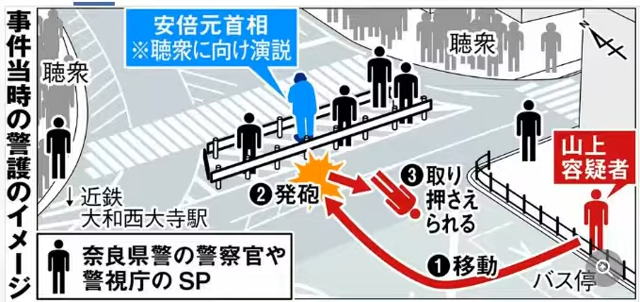 事件当時の警護のイメージ
聴衆
安倍元首相
※聴衆に向け演説
聴衆
山上
容疑者
❷発砲
❸取り
押さえ
られる
↓近鉄
大和西大寺駅
❶移動
バス停
奈良県警の警察官や
警視庁のSP